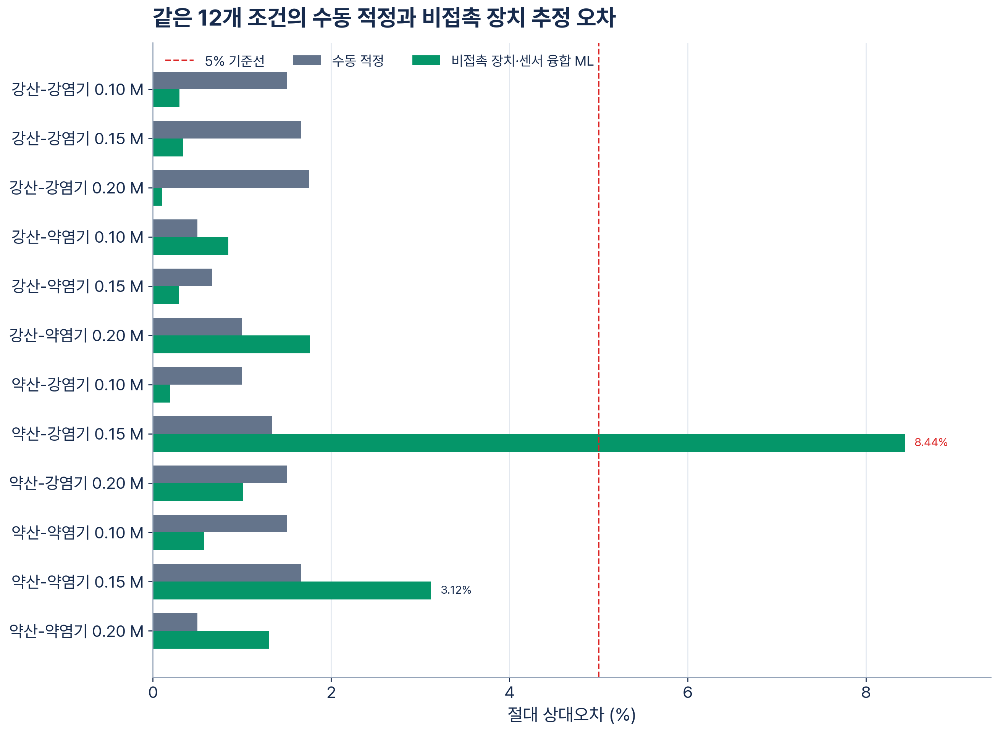 같은 12개 조건의 수동 적정과 비접촉 장치 추정 오차
5% 기준선
수동 적정
비접촉 장치·센서 융합 ML
강산-강염기 0.10 M
강산-강염기 0.15 M
강산-강염기 0.20 M
강산-약염기 0.10 M
강산-약염기 0.15 M
강산-약염기 0.20 M
약산-강염기 0.10 M
약산-강염기 0.15 M
8.44%
약산-강염기 0.20 M
약산-약염기 0.10 M
약산-약염기 0.15 M
3.12%
약산-약염기 0.20 M
0 2 4 6 8
절대 상대오차 (%)